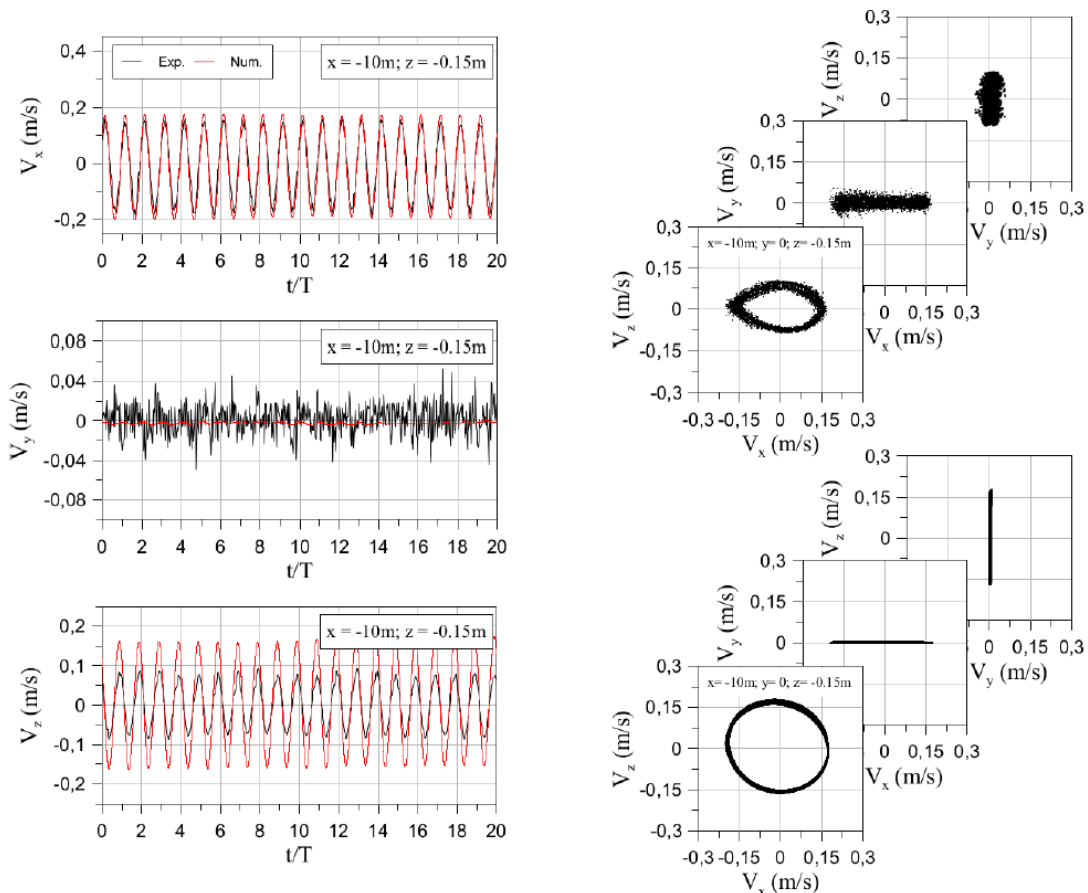 0,4
0,2
0
-0,2
V_x (m/s)
Exp. Num.
x = -10m; z = -0.15m
0 2 4 6 8 10 12 14 16 18 20
t/T
0,08
0,04
0
-0,04
-0,08
V_y (m/s)
x = -10m; z = -0.15m
0 2 4 6 8 10 12 14 16 18 20
t/T
0,2
0,1
0
-0,1
-0,2
V_z (m/s)
x = -10m; z = -0.15m
0 2 4 6 8 10 12 14 16 18 20
t/T
0,3
0,15
0
V_z (m/s)
0 0,15 0,3
V_y (m/s)
0,3
0,15
0
V_y (m/s)
0 0,15 0,3
V_x (m/s)
0,3
0,15
0
-0,15
-0,3
V_z (m/s)
x= -10m; y= 0; z= -0.15m
-0,3 -0,15 0 0,15 0,3
V_x (m/s)
0,3
0,15
0
V_z (m/s)
0 0,15 0,3
V_y (m/s)
0,3
0,15
0
V_y (m/s)
0 0,15 0,3
V_x (m/s)
0,3
0,15
0
-0,15
-0,3
V_z (m/s)
x= -10m; y= 0; z= -0.15m
-0,3 -0,15 0 0,15 0,3
V_x (m/s)